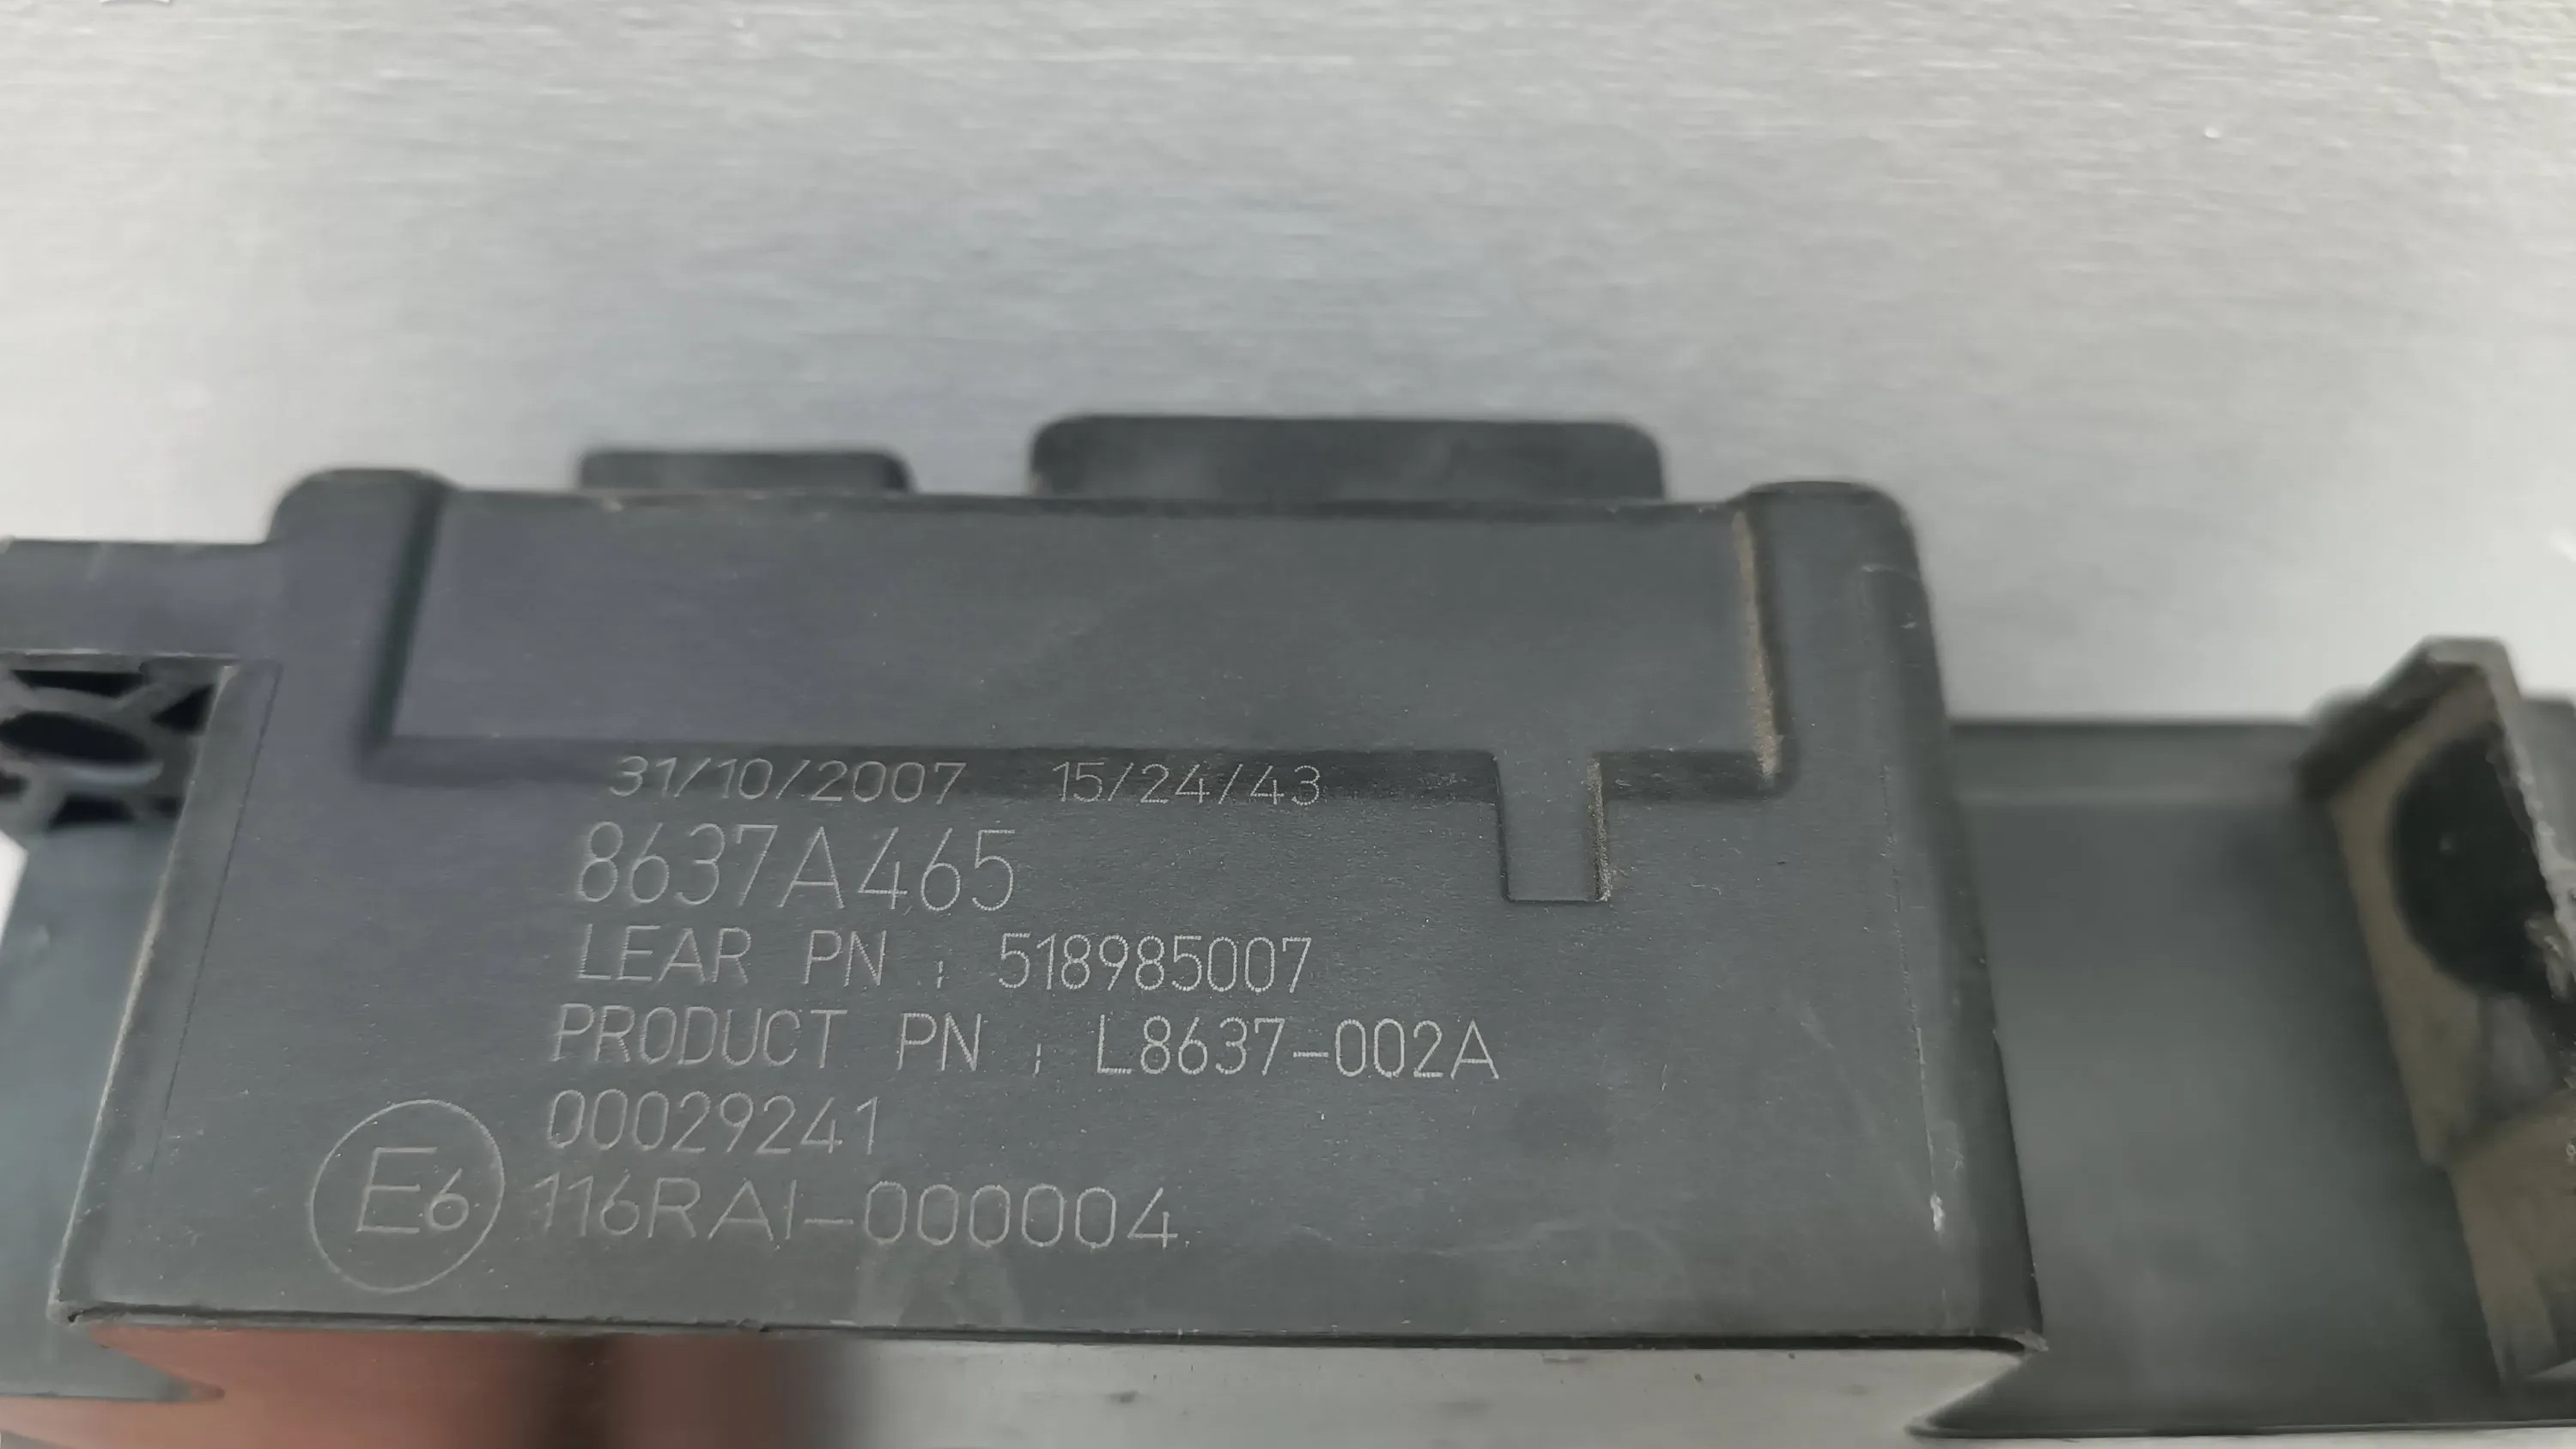 31/10/2007 15/24/43
8637A465
LEAR PN : 518985007
PRODUCT PN : L8637-002A
00029241
E6 116RAI-000004